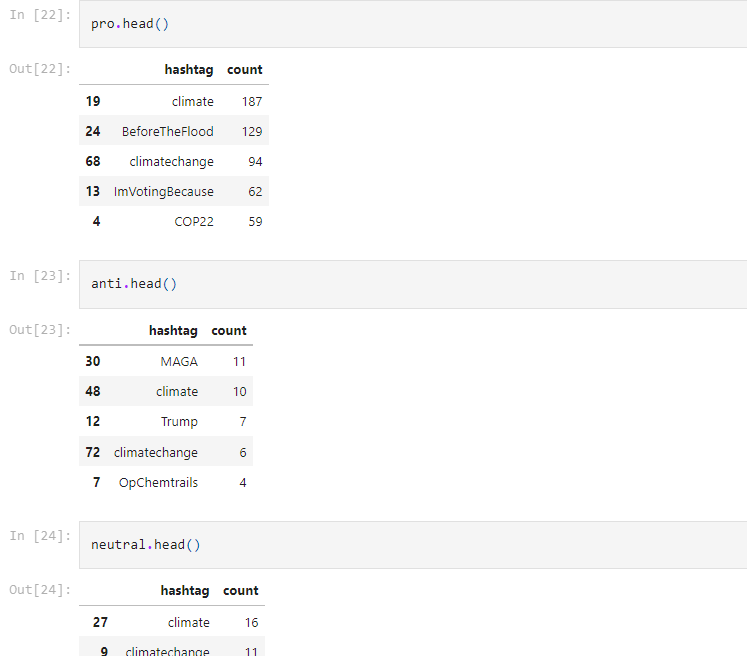 In [22]: pro.head()
Out[22]:
hashtag count
19 climate 187
24 BeforeTheFlood 129
68 climatechange 94
13 ImVotingBecause 62
4 COP22 59
In [23]: anti.head()
Out[23]:
hashtag count
30 MAGA 11
48 climate 10
12 Trump 7
72 climatechange 6
7 OpChemtrails 4
In [24]: neutral.head()
Out[24]:
hashtag count
27 climate 16
9 climatechange 11